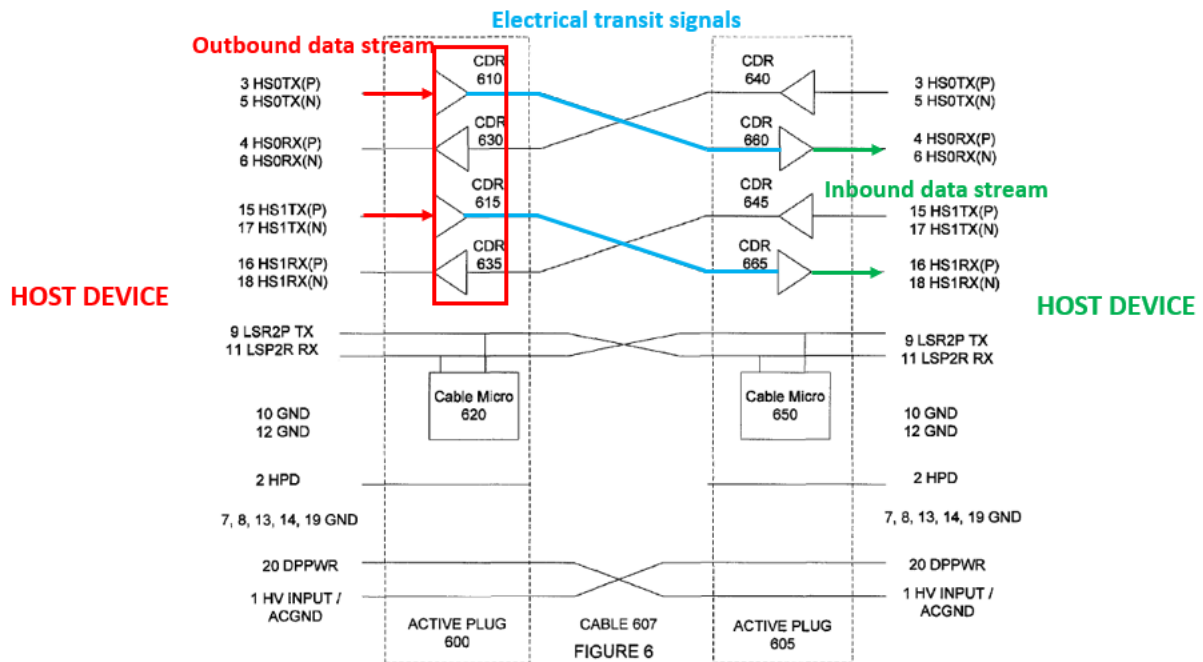 Electrical transit signals
Outbound data stream
3 HS0TX(P)
5 HS0TX(N)
CDR
610
CDR
640
3 HS0TX(P)
5 HS0TX(N)
4 HS0RX(P)
6 HS0RX(N)
CDR
630
CDR
660
4 HS0RX(P)
6 HS0RX(N)
Inbound data stream
15 HS1TX(P)
17 HS1TX(N)
CDR
615
CDR
645
15 HS1TX(P)
17 HS1TX(N)
16 HS1RX(P)
18 HS1RX(N)
CDR
635
CDR
665
16 HS1RX(P)
18 HS1RX(N)
HOST DEVICE
HOST DEVICE
9 LSR2P TX
11 LSP2R RX
9 LSR2P TX
11 LSP2R RX
Cable Micro
620
Cable Micro
650
10 GND
12 GND
10 GND
12 GND
2 HPD
2 HPD
7, 8, 13, 14, 19 GND
7, 8, 13, 14, 19 GND
20 DPPWR
20 DPPWR
1 HV INPUT /
ACGND
1 HV INPUT /
ACGND
ACTIVE PLUG
600
CABLE 607
ACTIVE PLUG
605
FIGURE 6